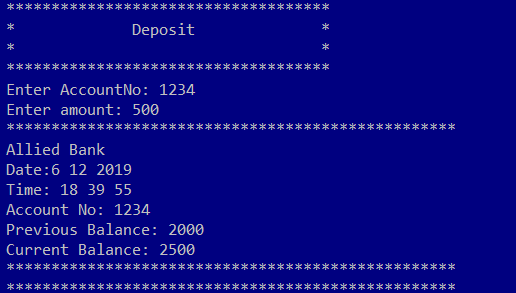 ************************************
*             Deposit              *
*                                  *
************************************
Enter AccountNo: 1234
Enter amount: 500
**************************************************
Allied Bank
Date:6 12 2019
Time: 18 39 55
Account No: 1234
Previous Balance: 2000
Current Balance: 2500
**************************************************
**************************************************